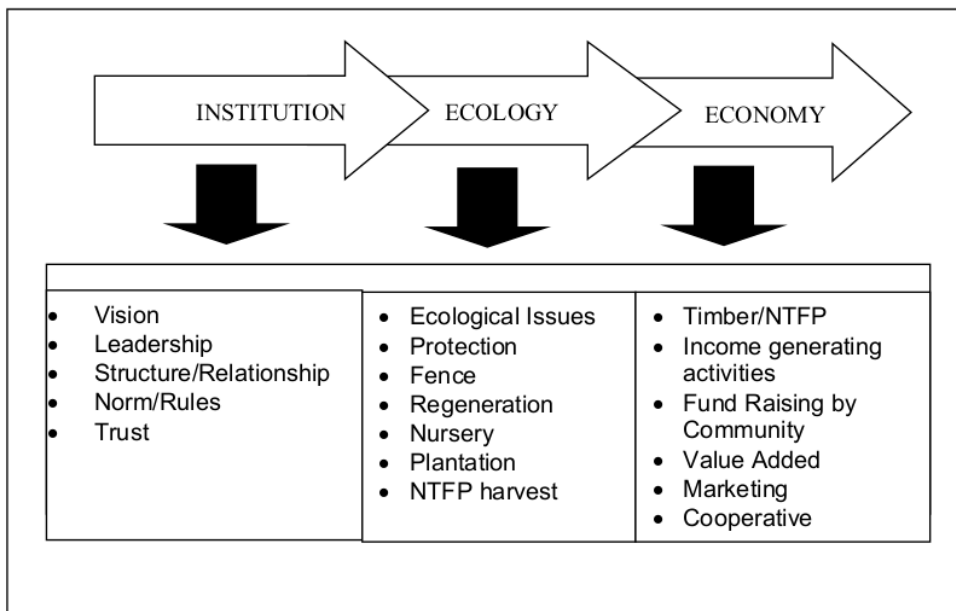 INSTITUTION
ECOLOGY
ECONOMY
• Vision
• Leadership
• Structure/Relationship
• Norm/Rules
• Trust
• Ecological Issues
• Protection
• Fence
• Regeneration
• Nursery
• Plantation
• NTFP harvest
• Timber/NTFP
• Income generating
activities
• Fund Raising by
Community
• Value Added
• Marketing
• Cooperative